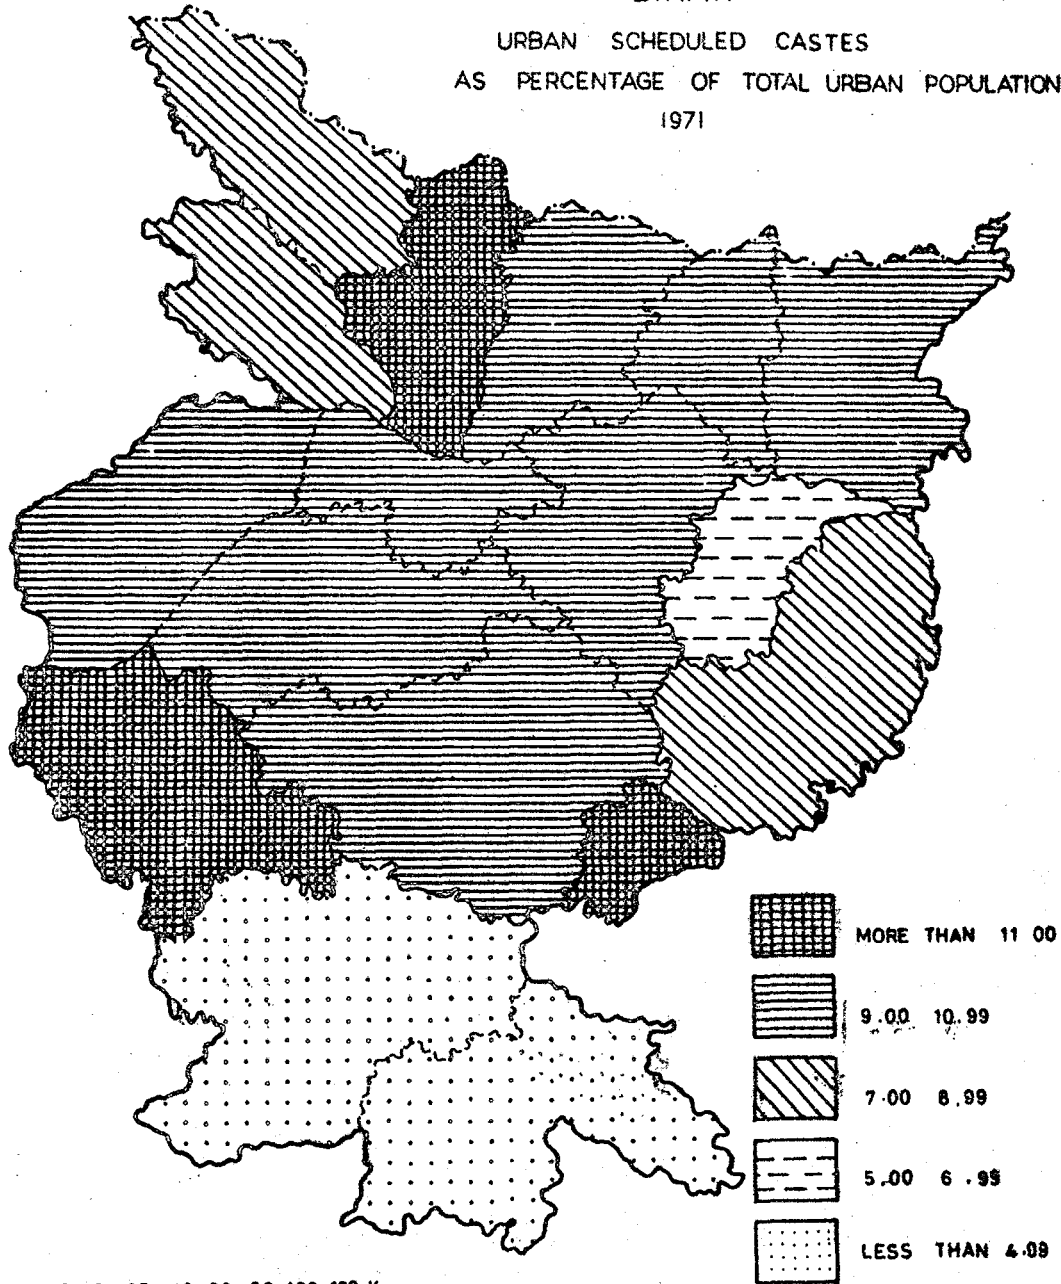 URBAN SCHEDULED CASTES
AS PERCENTAGE OF TOTAL URBAN POPULATION
1971
MORE THAN 11 00
9.00 10.99
7.00 8.99
5.00 6.99
LESS THAN 4.09